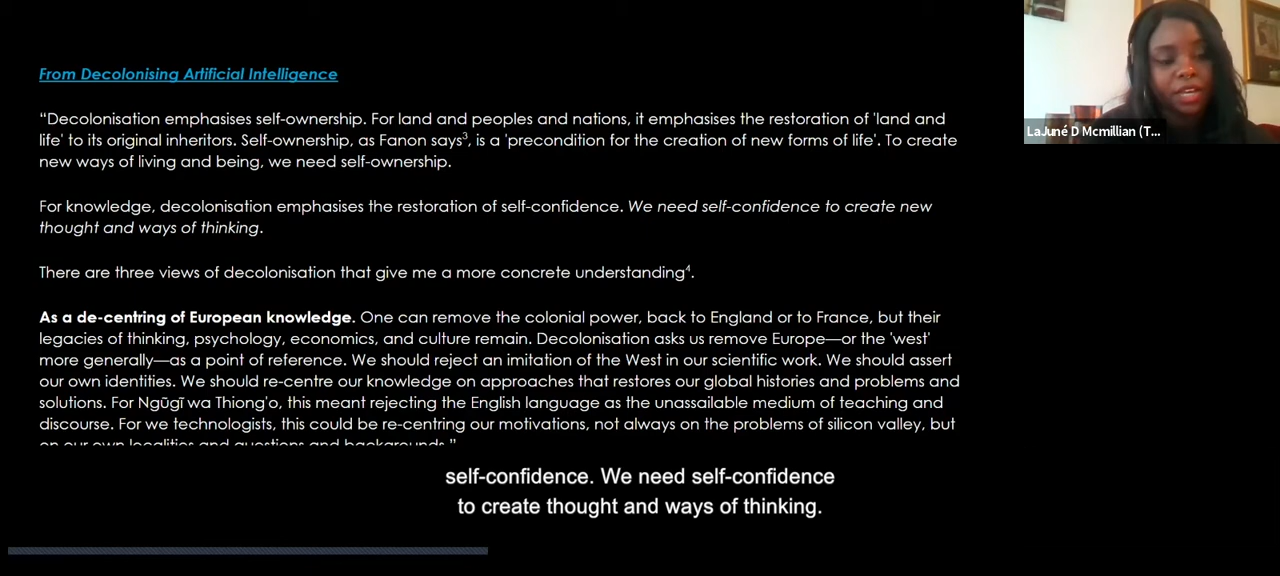 From Decolonising Artificial Intelligence
“Decolonisation emphasises self-ownership. For land and peoples and nations, it emphasises the restoration of 'land and
life' to its original inheritors. Self-ownership, as Fanon says³, is a 'precondition for the creation of new forms of life'. To create
new ways of living and being, we need self-ownership.
For knowledge, decolonisation emphasises the restoration of self-confidence. We need self-confidence to create new
thought and ways of thinking.
There are three views of decolonisation that give me a more concrete understanding⁴.
As a de-centring of European knowledge. One can remove the colonial power, back to England or to France, but their
legacies of thinking, psychology, economics, and culture remain. Decolonisation asks us remove Europe—or the 'west'
more generally—as a point of reference. We should reject an imitation of the West in our scientific work. We should assert
our own identities. We should re-centre our knowledge on approaches that restores our global histories and problems and
solutions. For Ngũgĩ wa Thiong'o, this meant rejecting the English language as the unassailable medium of teaching and
discourse. For we technologists, this could be re-centring our motivations, not always on the problems of silicon valley, but
on our own localities and questions and backgrounds.”
LaJuné D Mcmillian (T...
self-confidence. We need self-confidence
to create thought and ways of thinking.